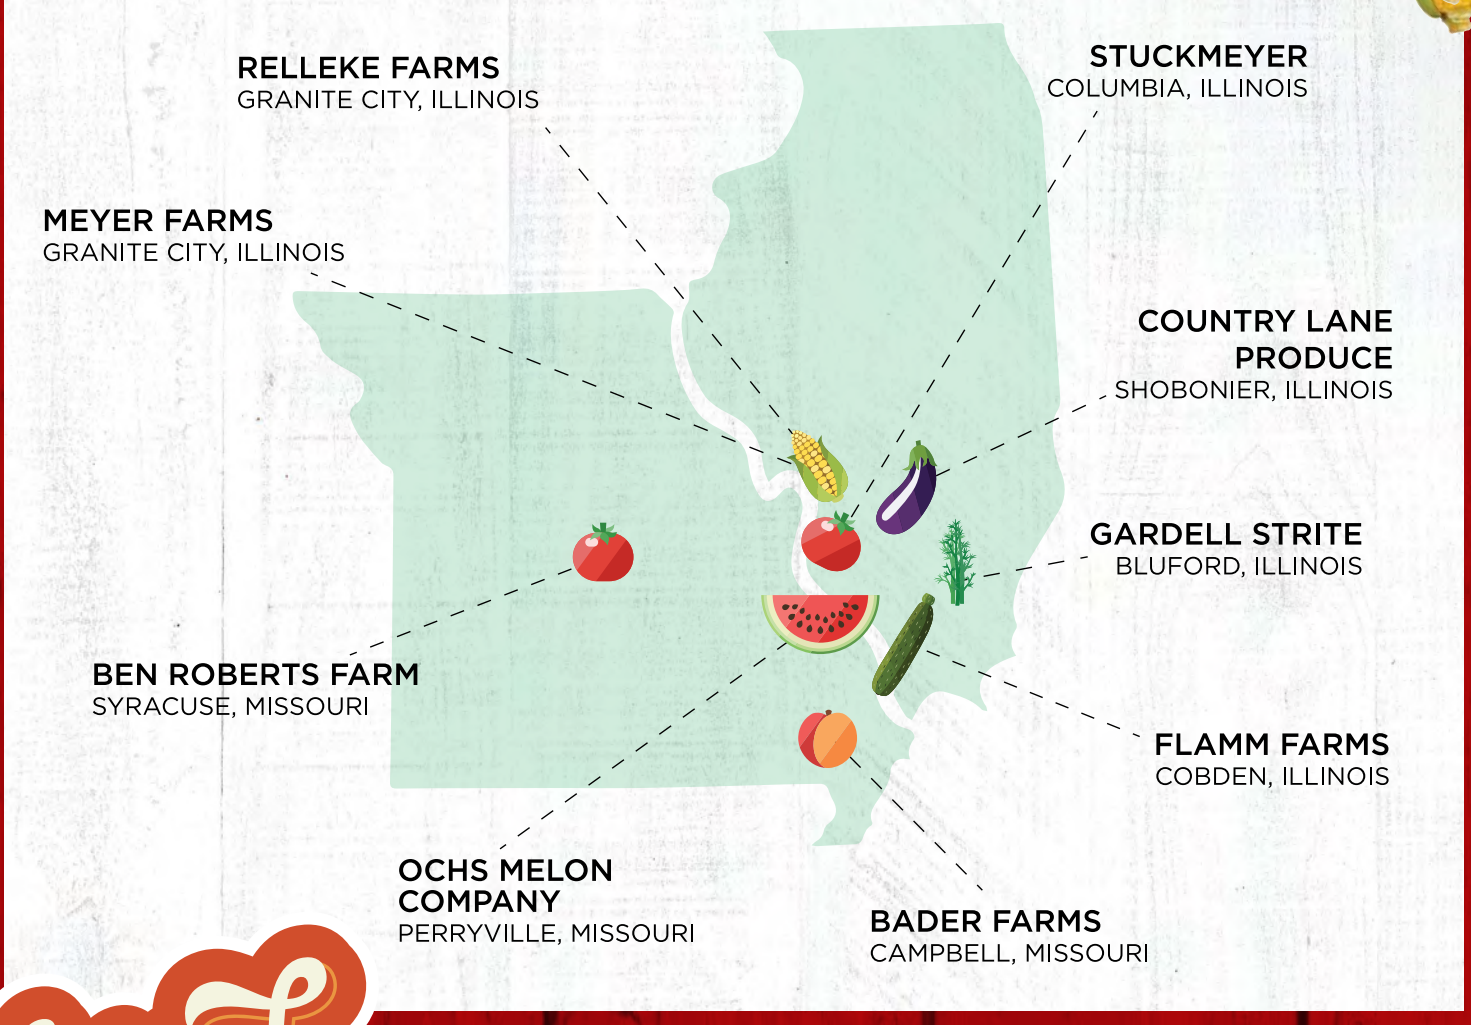 RELLEKE FARMS
GRANITE CITY, ILLINOIS
STUCKMEYER
COLUMBIA, ILLINOIS
MEYER FARMS
GRANITE CITY, ILLINOIS
COUNTRY LANE
PRODUCE
SHOBONIER, ILLINOIS
GARDELL STRITE
BLUFORD, ILLINOIS
BEN ROBERTS FARM
SYRACUSE, MISSOURI
FLAMM FARMS
COBDEN, ILLINOIS
OCHS MELON
COMPANY
PERRYVILLE, MISSOURI
BADER FARMS
CAMPBELL, MISSOURI